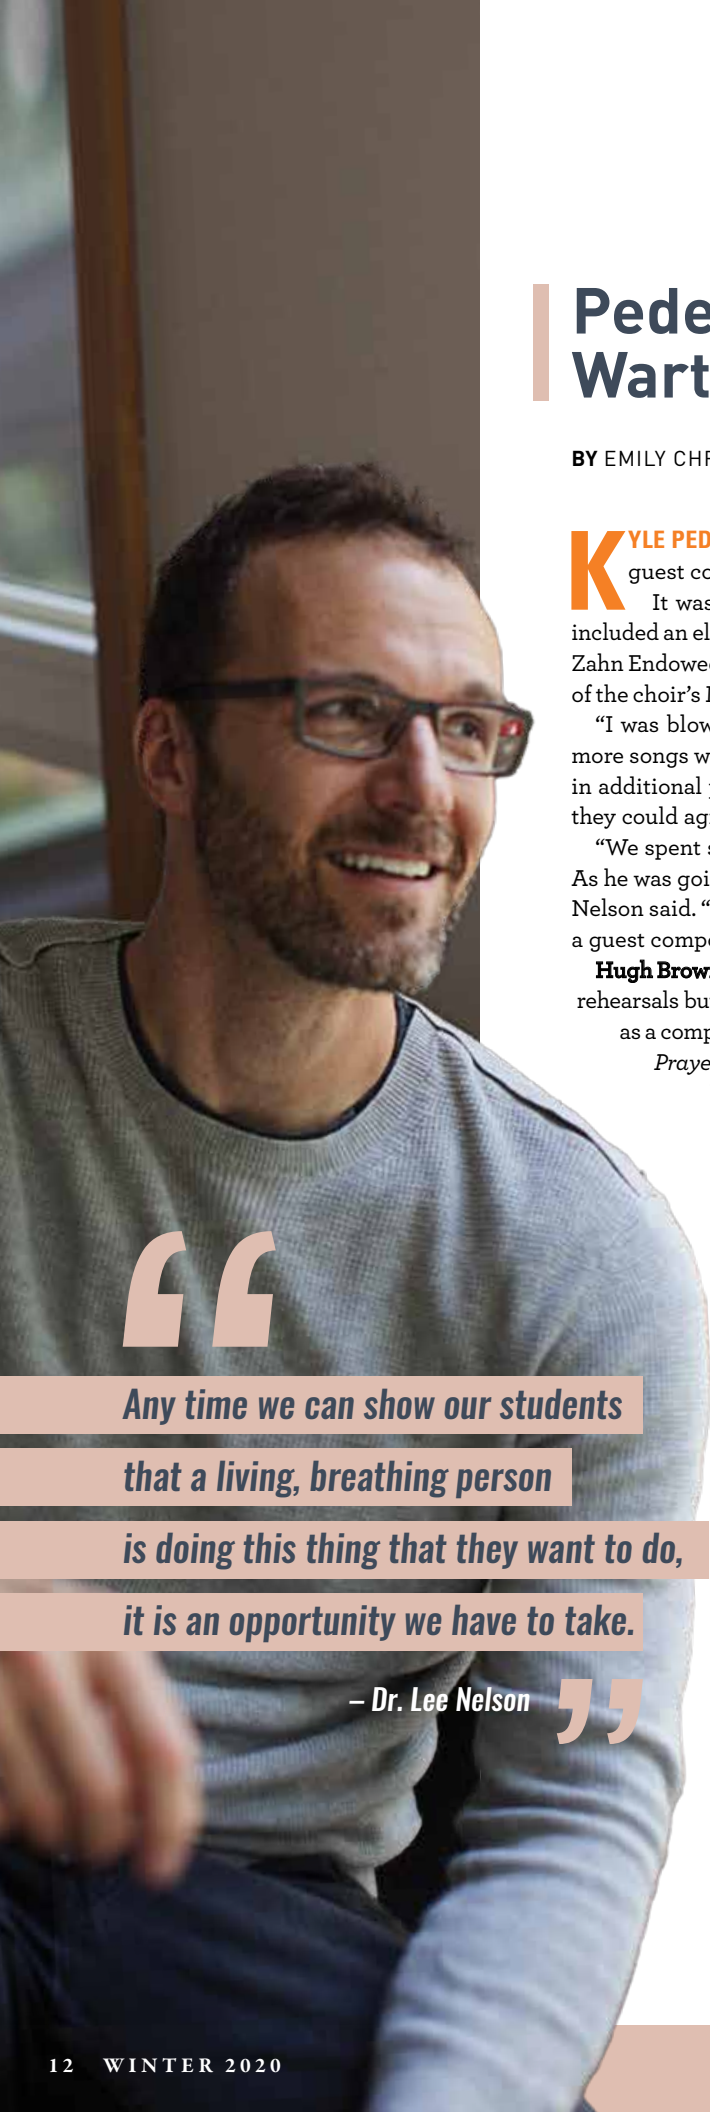 Pede
Wart
BY EMILY CHR
KYLE PED
guest co
It was
included an el
Zahn Endowe
of the choir's
“I was blow
more songs w
in additional
they could ag
“We spent s
As he was goi
Nelson said. “
a guest compo
Hugh Brow
rehearsals bu
as a comp
Praye
“
Any time we can show our students
that a living, breathing person
is doing this thing that they want to do,
it is an opportunity we have to take.
– Dr. Lee Nelson ”
12 WINTER 2020